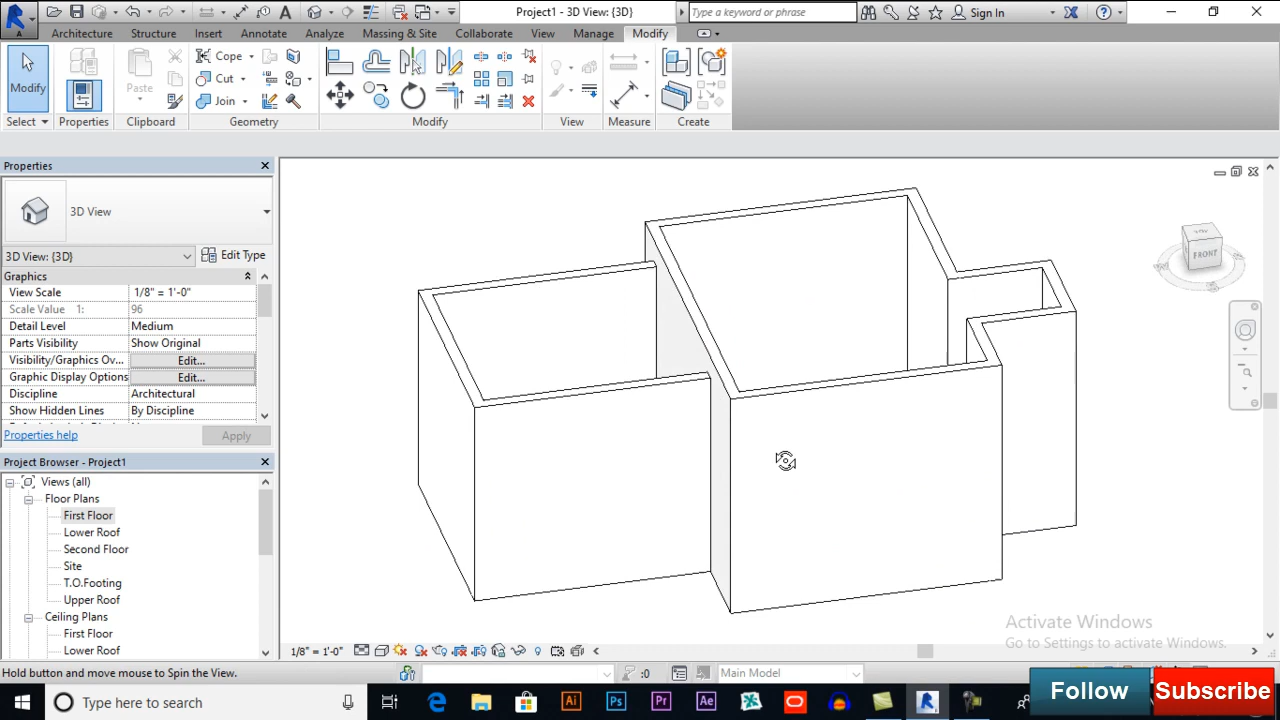 Project1 - 3D View: {3D}
Type a keyword or phrase
Sign In
Architecture Structure Insert Annotate Analyze Massing & Site Collaborate View Manage Modify
Modify
Paste
Cope
Cut
Join
Select Properties Clipboard Geometry Modify View Measure Create
Properties
3D View
3D View: {3D} Edit Type
Graphics
View Scale 1/8" = 1'-0"
Scale Value 1: 96
Detail Level Medium
Parts Visibility Show Original
Visibility/Graphics Ov... Edit...
Graphic Display Options Edit...
Discipline Architectural
Show Hidden Lines By Discipline
Properties help Apply
Project Browser - Project1
Views (all)
Floor Plans
First Floor
Lower Roof
Second Floor
Site
T.O.Footing
Upper Roof
Ceiling Plans
First Floor
Lower Roof
TOP
FRONT
Activate Windows
Go to Settings to activate Windows.
1/8" = 1'-0"
Hold button and move mouse to Spin the View.
:0
Main Model
Follow
Subscribe
Type here to search
Ai
Ps
Pr
Ae